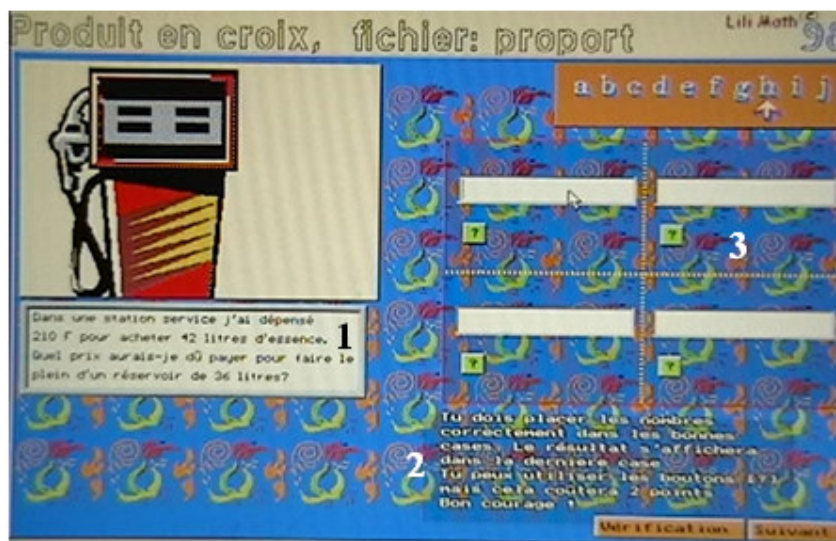 Produit en croix, fichier: proport
Lili Math 98
a b c d e f g h i j
?
?
3
Dans une station service j'ai dépensé
210 F pour acheter 42 litres d'essence.
Quel prix aurais-je dû payer pour faire le
plein d'un réservoir de 36 litres?
1
?
?
2
Tu dois placer les nombres
correctement dans les bonnes
cases. Le résultat s'affichera
dans la dernière case
Tu peux utiliser les boutons [?]
mais cela coûtera 2 points
Bon courage !
Vérification
Suivant